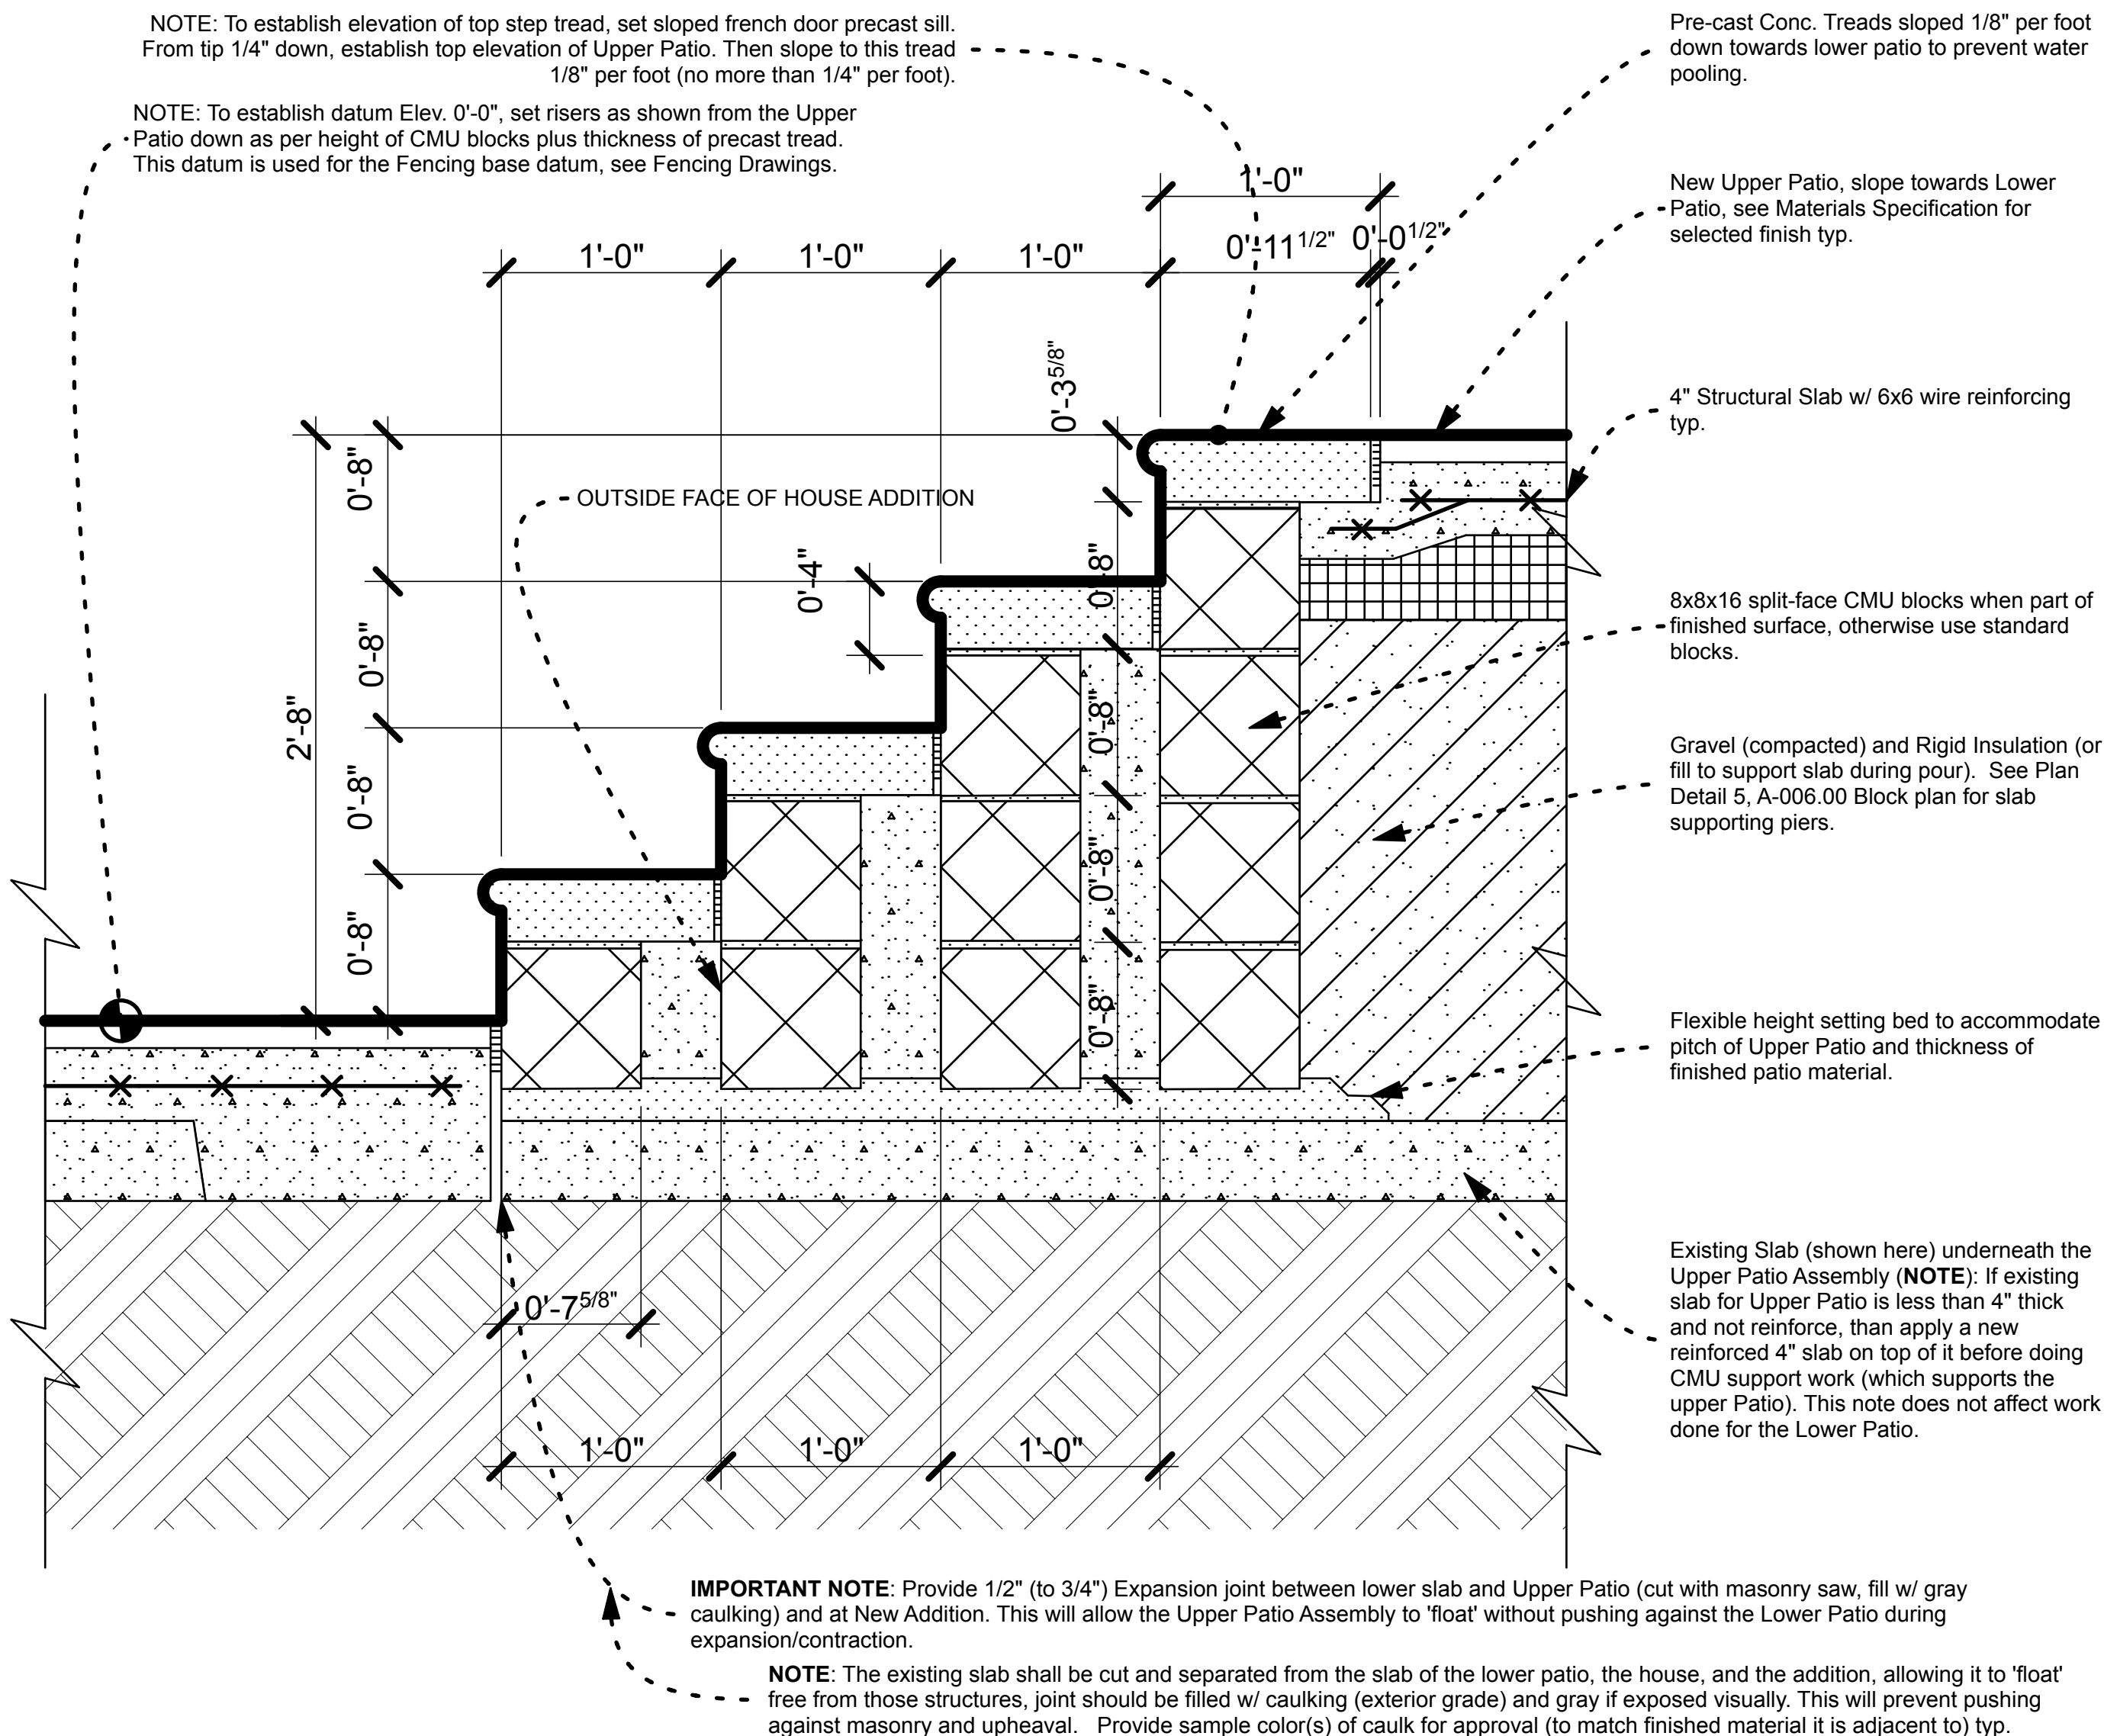 NOTE: To establish elevation of top step tread, set sloped french door precast sill.
From tip 1/4" down, establish top elevation of Upper Patio. Then slope to this tread
1/8" per foot (no more than 1/4" per foot).
NOTE: To establish datum Elev. 0'-0", set risers as shown from the Upper
Patio down as per height of CMU blocks plus thickness of precast tread.
This datum is used for the Fencing base datum, see Fencing Drawings.
Pre-cast Conc. Treads sloped 1/8" per foot
down towards lower patio to prevent water
pooling.
New Upper Patio, slope towards Lower
Patio, see Materials Specification for
selected finish typ.
4" Structural Slab w/ 6x6 wire reinforcing
typ.
8x8x16 split-face CMU blocks when part of
finished surface, otherwise use standard
blocks.
Gravel (compacted) and Rigid Insulation (or
fill to support slab during pour).  See Plan
Detail 5, A-006.00 Block plan for slab
supporting piers.
Flexible height setting bed to accommodate
pitch of Upper Patio and thickness of
finished patio material.
Existing Slab (shown here) underneath the
Upper Patio Assembly (NOTE): If existing
slab for Upper Patio is less than 4" thick
and not reinforce, than apply a new
reinforced 4" slab on top of it before doing
CMU support work (which supports the
upper Patio). This note does not affect work
done for the Lower Patio.
1'-0"
1'-0"
1'-0"
1'-0"
0'-11 1/2"
0'-0 1/2"
0'-3 5/8"
OUTSIDE FACE OF HOUSE ADDITION
2'-8"
0'-8"
0'-8"
0'-8"
0'-8"
0'-4"
0'-8"
0'-8"
0'-8"
0'-8"
0'-7 5/8"
1'-0"
1'-0"
1'-0"
IMPORTANT NOTE: Provide 1/2" (to 3/4") Expansion joint between lower slab and Upper Patio (cut with masonry saw, fill w/ gray
caulking) and at New Addition. This will allow the Upper Patio Assembly to 'float' without pushing against the Lower Patio during
expansion/contraction.
NOTE: The existing slab shall be cut and separated from the slab of the lower patio, the house, and the addition, allowing it to 'float'
free from those structures, joint should be filled w/ caulking (exterior grade) and gray if exposed visually. This will prevent pushing
against masonry and upheaval.   Provide sample color(s) of caulk for approval (to match finished material it is adjacent to) typ.